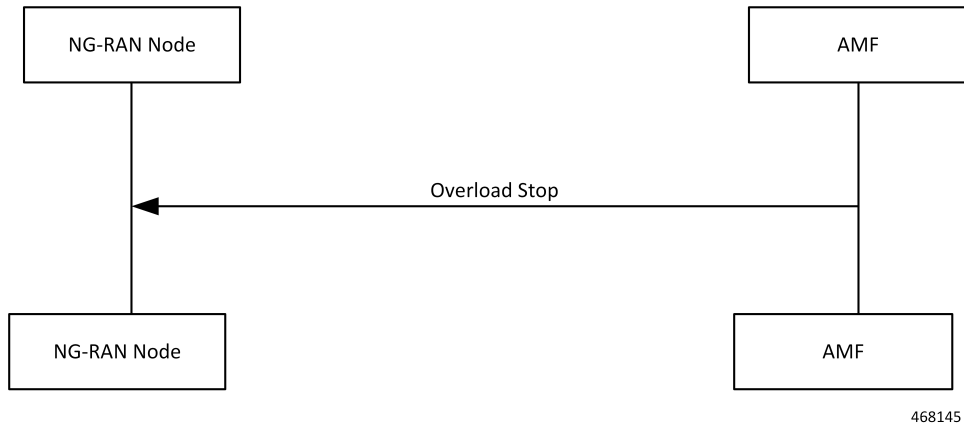 NG-RAN Node
AMF
Overload Stop
NG-RAN Node
AMF
468145